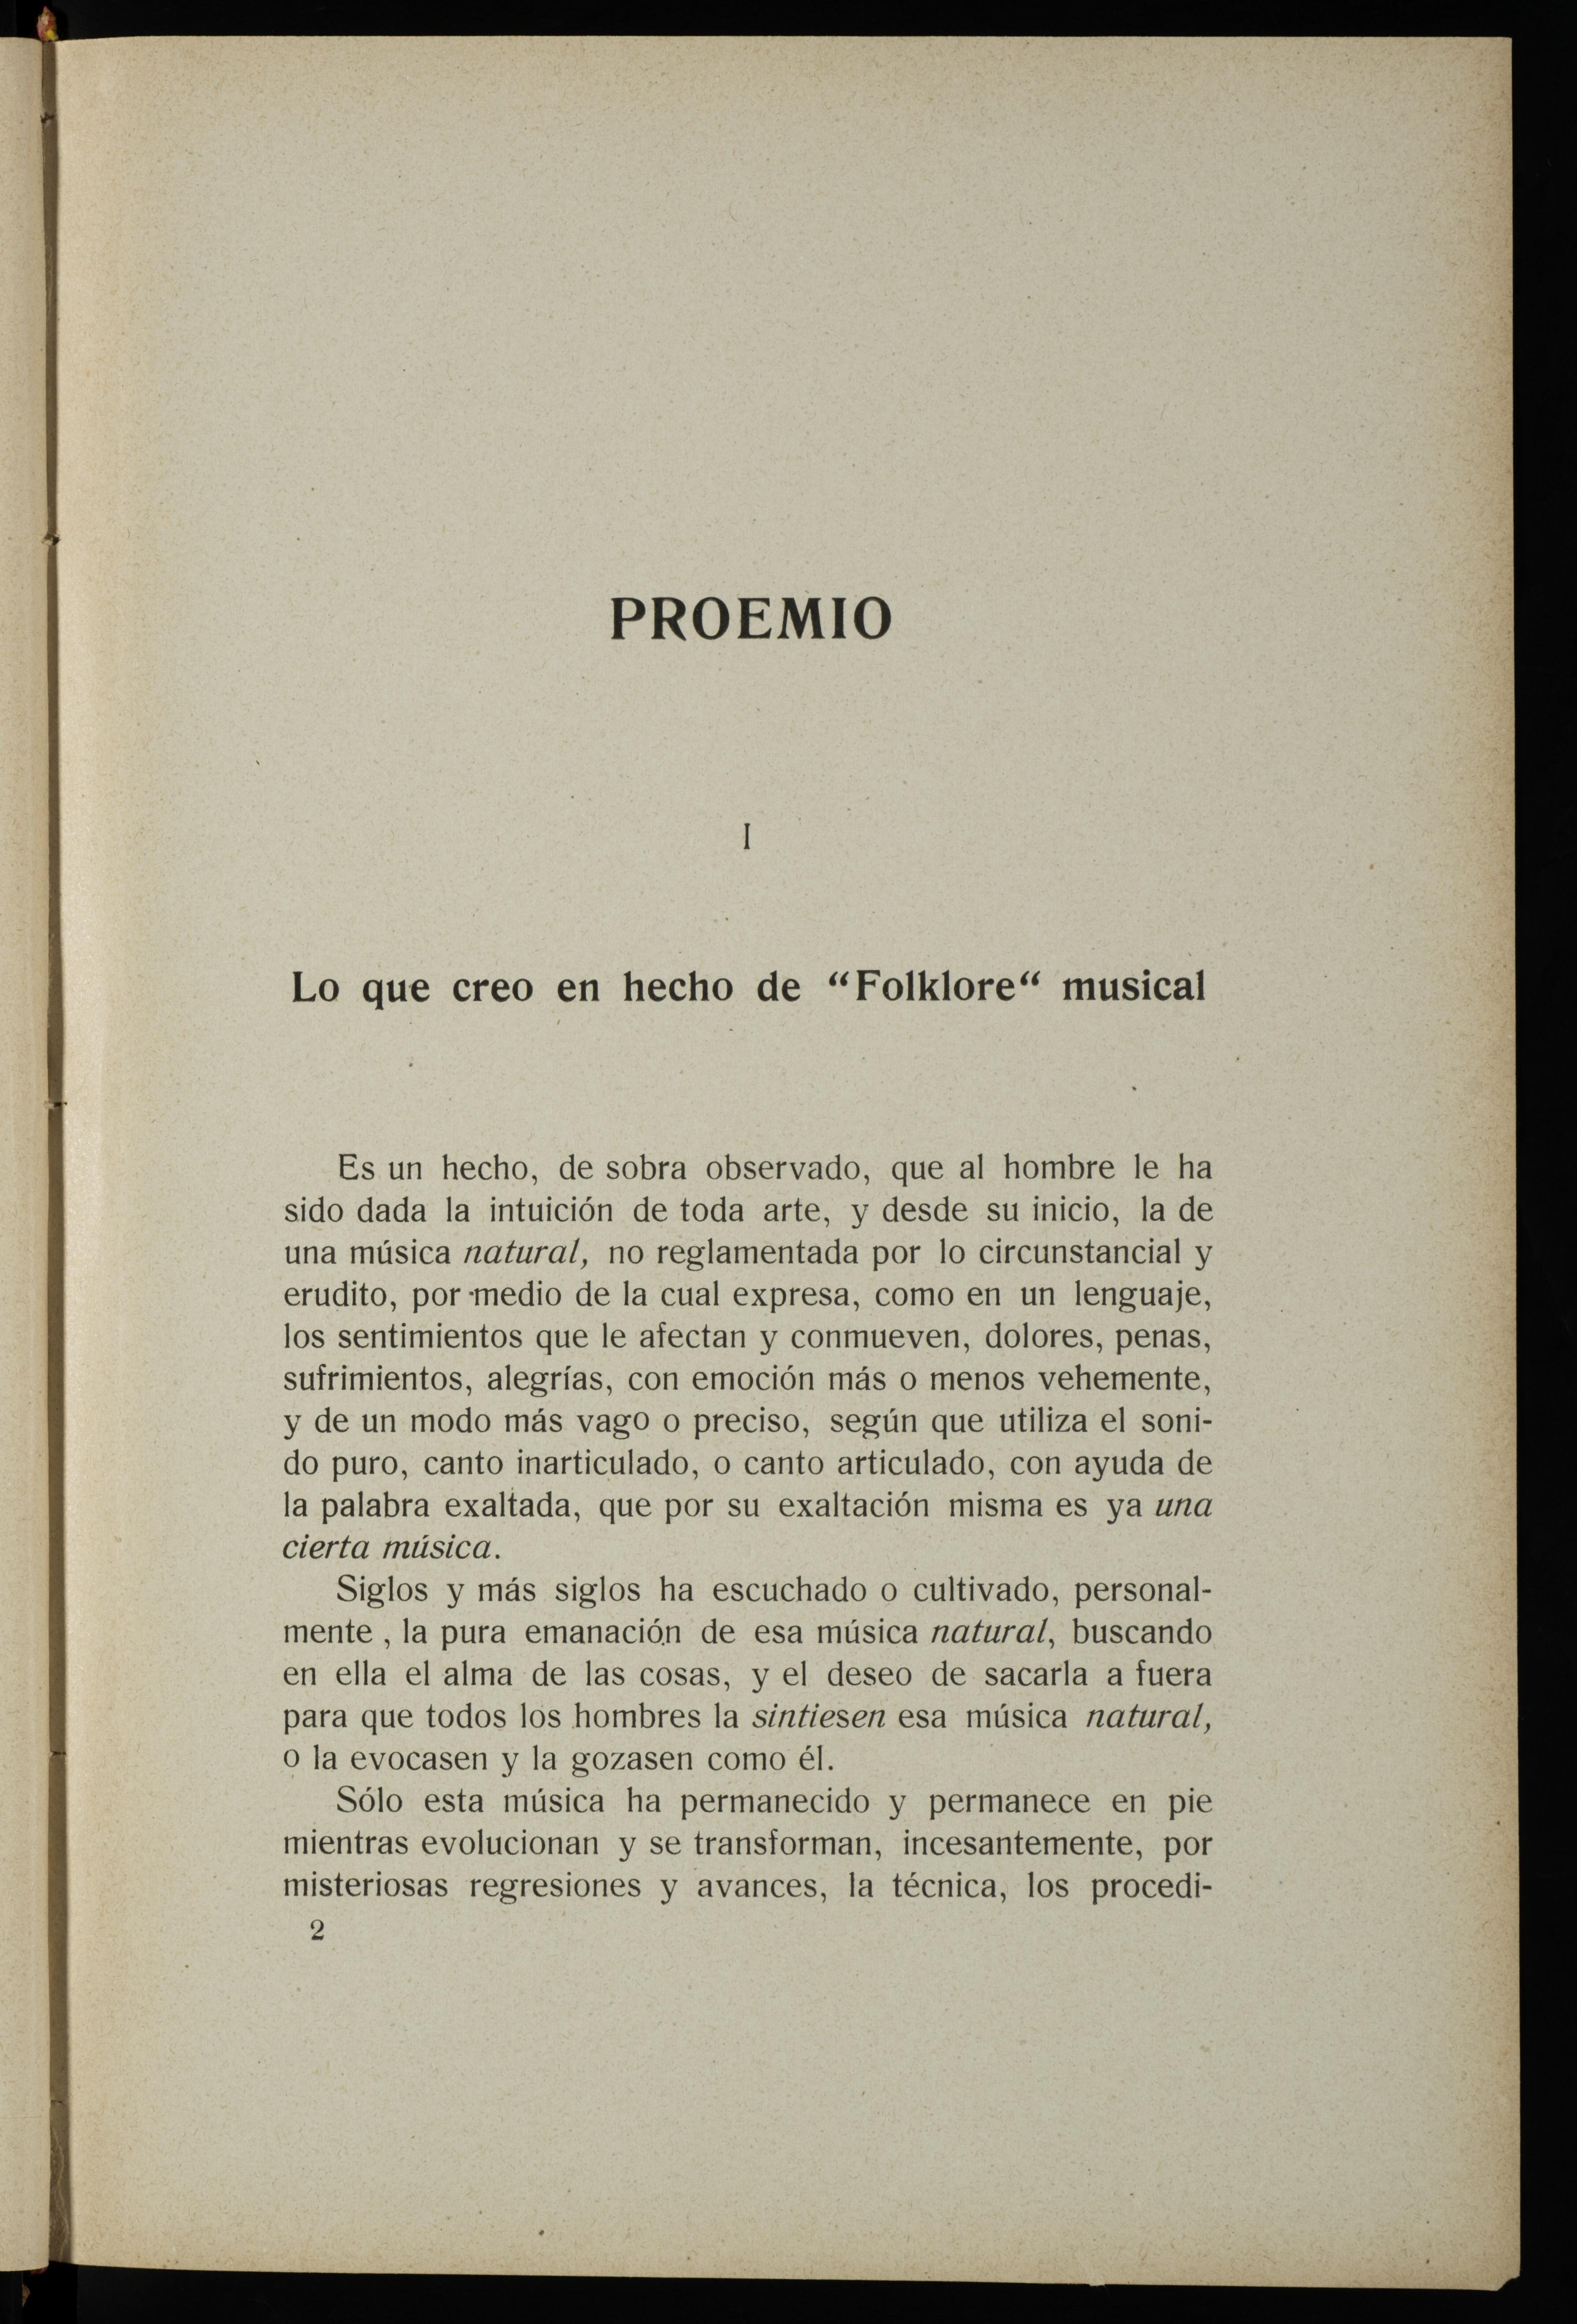 PROEMIO
I
Lo que creo en hecho de “Folklore“ musical
Es un hecho, de sobra observado, que al hombre le ha
sido dada la intuición de toda arte, y desde su inicio, la de
una música natural, no reglamentada por lo circunstancial y
erudito, por medio de la cual expresa, como en un lenguaje,
los sentimientos que le afectan y conmueven, dolores, penas,
sufrimientos, alegrías, con emoción más o menos vehemente,
y de un modo más vago o preciso, según que utiliza el soni-
do puro, canto inarticulado, o canto articulado, con ayuda de
la palabra exaltada, que por su exaltación misma es ya una
cierta música.
Siglos y más siglos ha escuchado o cultivado, personal-
mente , la pura emanación de esa música natural, buscando
en ella el alma de las cosas, y el deseo de sacarla a fuera
para que todos los hombres la sintiesen esa música natural,
o la evocasen y la gozasen como él.
Sólo esta música ha permanecido y permanece en pie
mientras evolucionan y se transforman, incesantemente, por
misteriosas regresiones y avances, la técnica, los procedi-
2